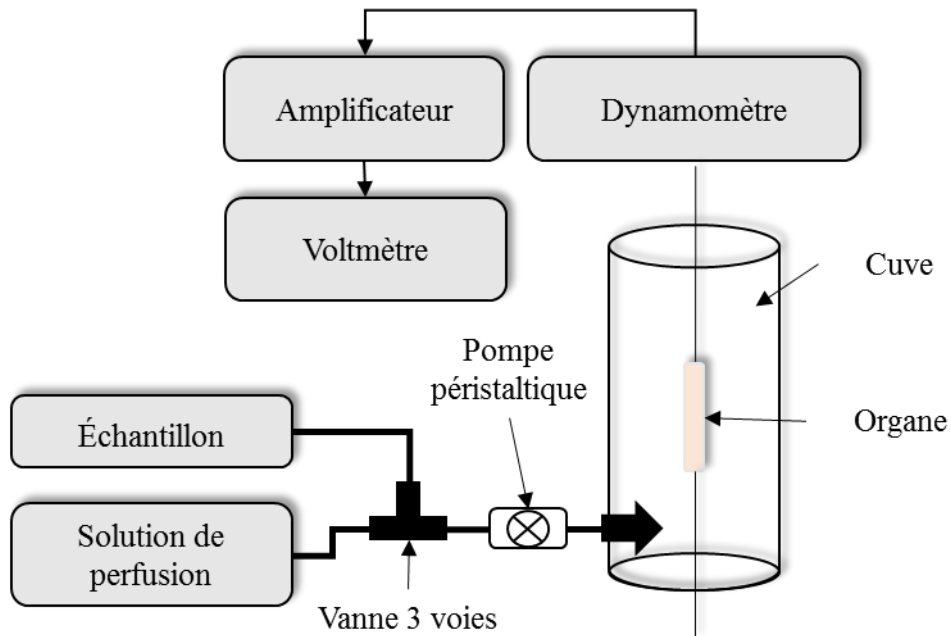 Amplificateur
Dynamomètre
Voltmètre
Cuve
Pompe
péristaltique
Organe
Échantillon
Solution de
perfusion
Vanne 3 voies